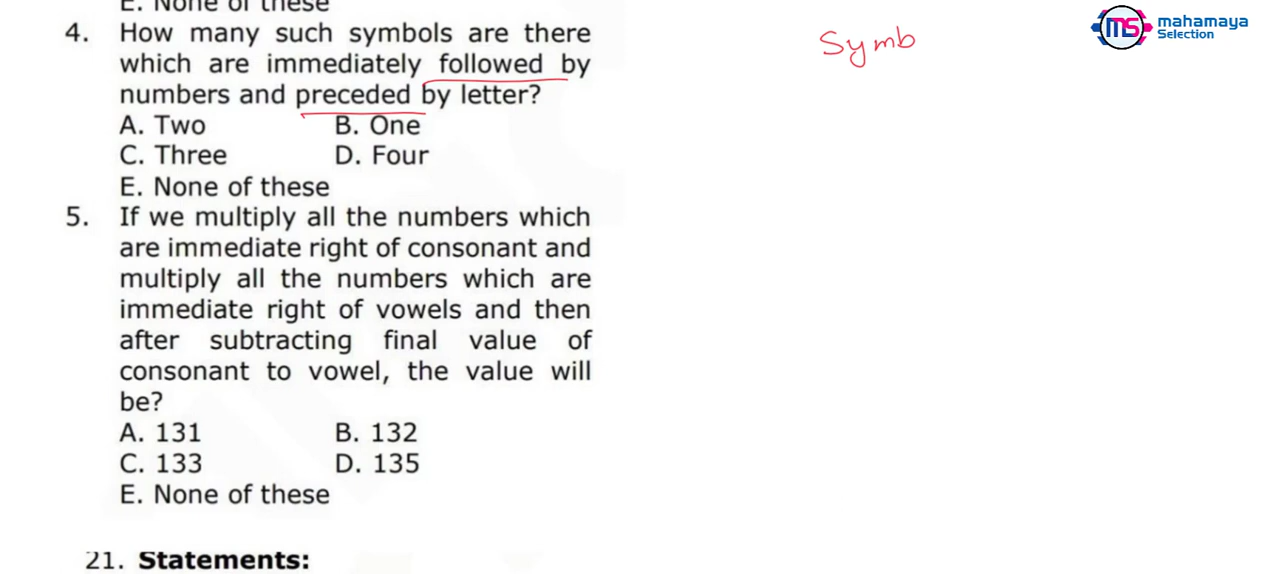 E. None of these
4. How many such symbols are there
which are immediately followed by
numbers and preceded by letter?
A. Two B. One
C. Three D. Four
E. None of these
5. If we multiply all the numbers which
are immediate right of consonant and
multiply all the numbers which are
immediate right of vowels and then
after subtracting final value of
consonant to vowel, the value will
be?
A. 131 B. 132
C. 133 D. 135
E. None of these
21. Statements:
Symb
MS mahamaya
Selection